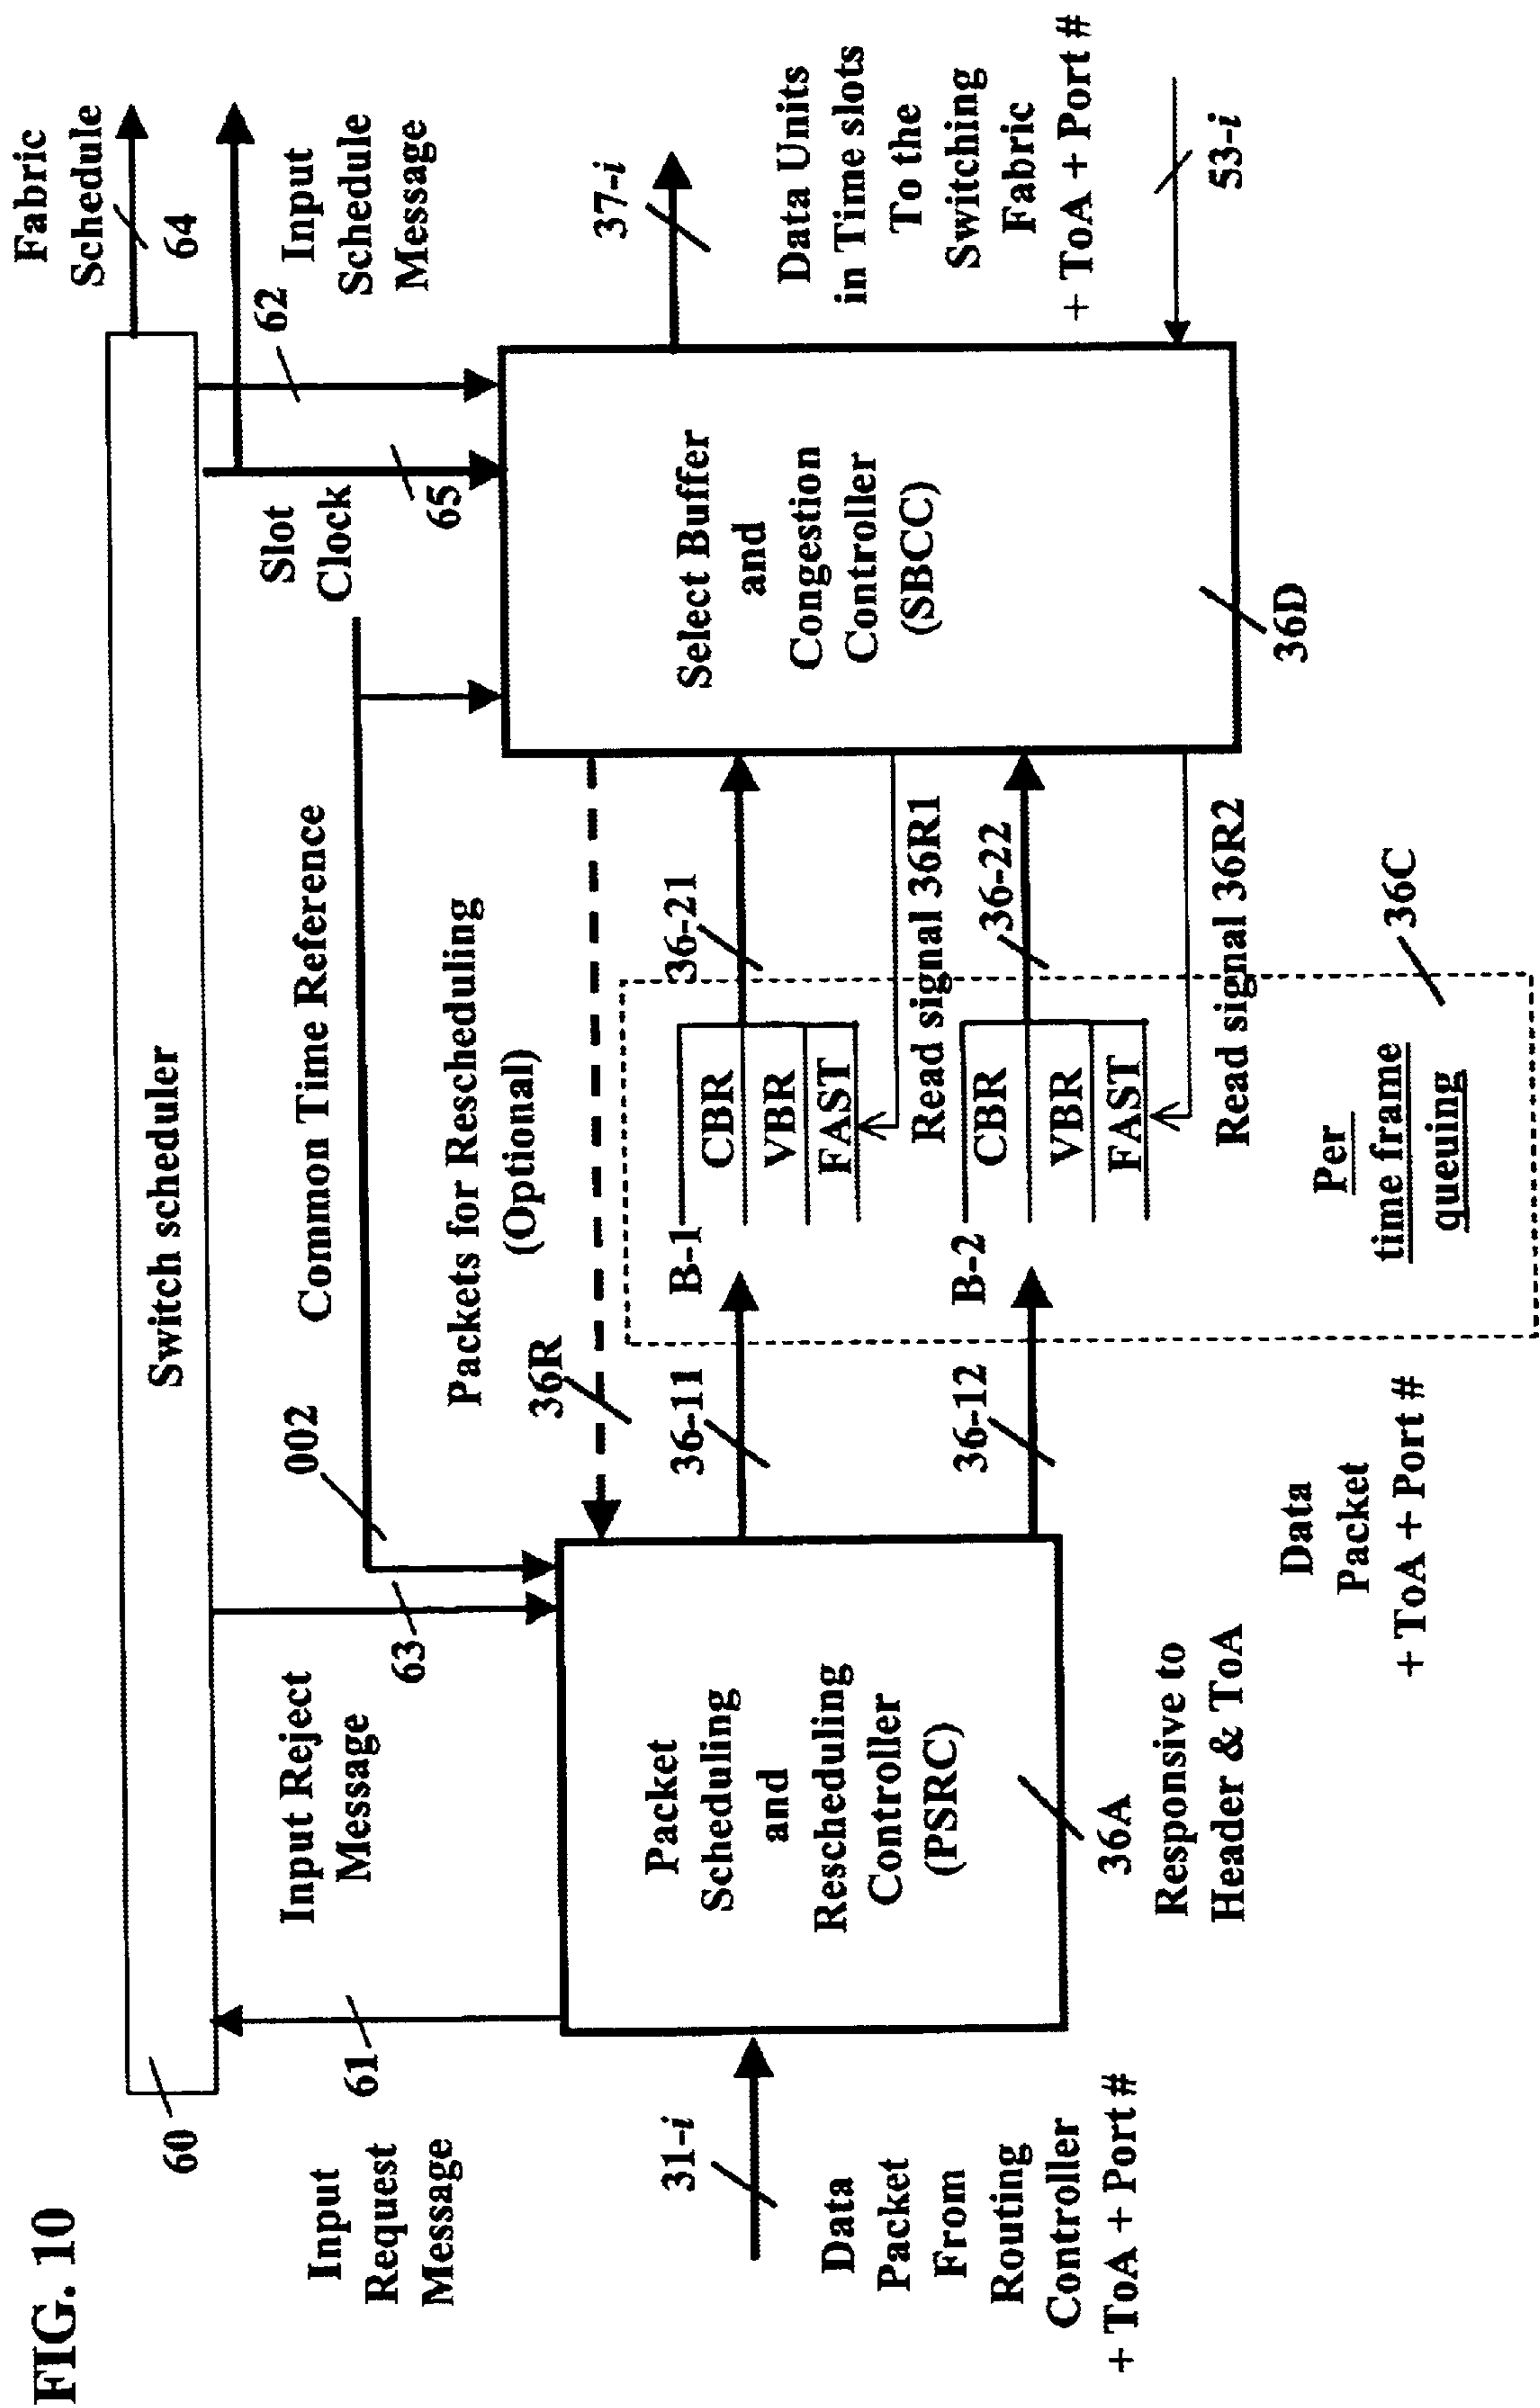 FIG. 10
Fabric
Schedule
64
Switch scheduler
60
Input
Request
Message
61
Input Reject
Message
63
002
Common Time Reference
Slot
Clock
65
62
Input
Schedule
Message
Packets for Rescheduling
(Optional)
36R
31-i
Data
Packet
From
Routing
Controller
+ ToA + Port #
Packet
Scheduling
and
Rescheduling
Controller
(PSRC)
36A
Responsive to
Header & ToA
36-11
36-12
Data
Packet
+ ToA + Port #
B-1
CBR
VBR
FAST
B-2
CBR
VBR
FAST
Per
time frame
queuing
36C
36-21
Read signal 36R1
36-22
Read signal 36R2
Select Buffer
and
Congestion
Controller
(SBCC)
36D
37-i
Data Units
in Time slots
To the
Switching
Fabric
+ ToA + Port #
53-i